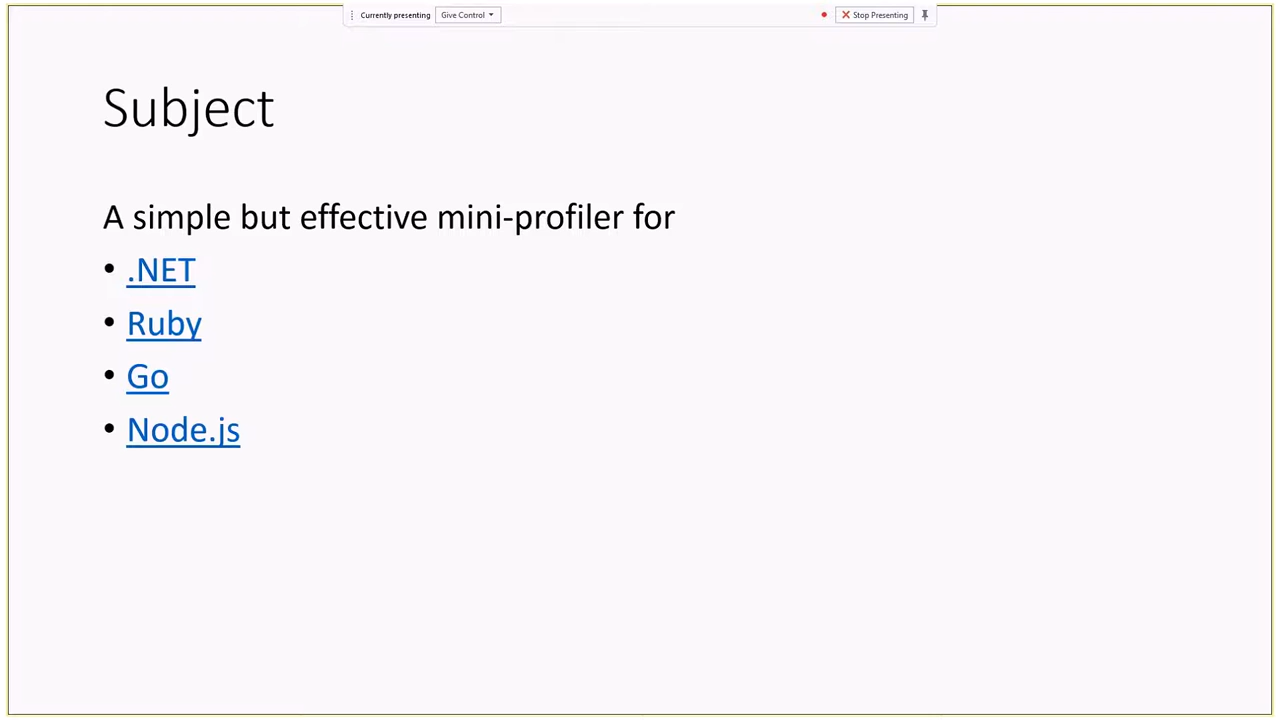 Currently presenting Give Control Stop Presenting
Subject
A simple but effective mini-profiler for
• .NET
• Ruby
• Go
• Node.js